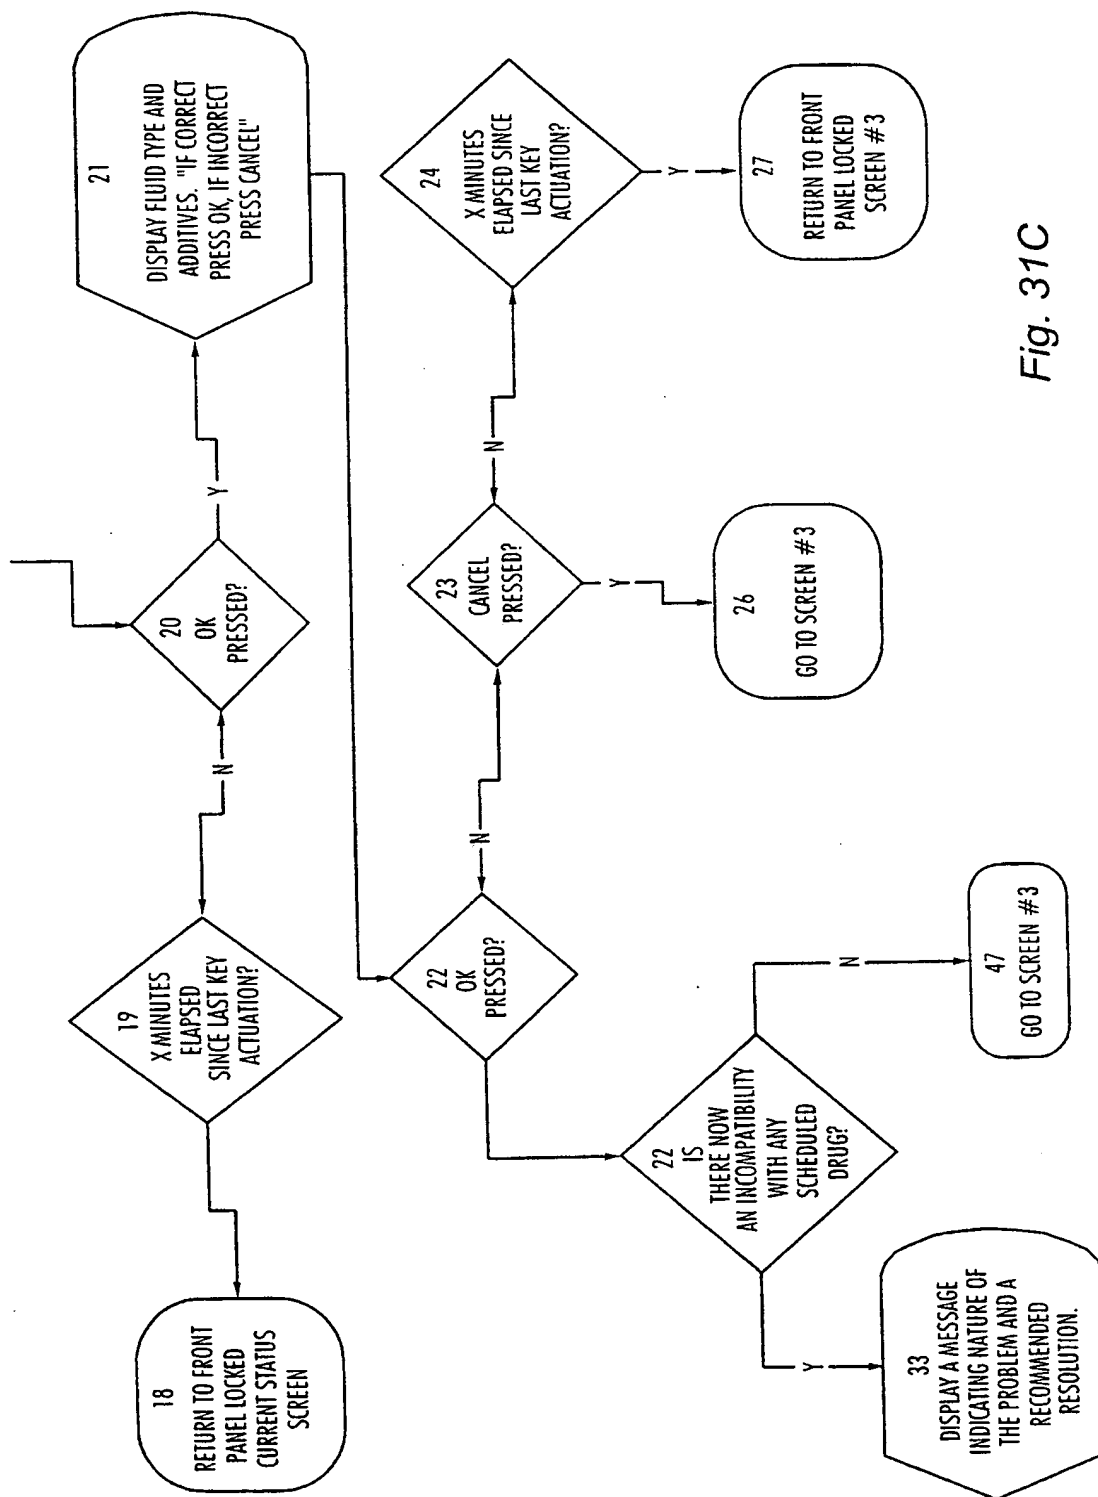 18
RETURN TO FRONT
PANEL LOCKED
CURRENT STATUS
SCREEN
19
X MINUTES
ELAPSED
SINCE LAST KEY
ACTUATION?
N
20
OK
PRESSED?
Y
21
DISPLAY FLUID TYPE AND
ADDITIVES. "IF CORRECT
PRESS OK, IF INCORRECT
PRESS CANCEL"
22
OK
PRESSED?
N
23
CANCEL
PRESSED?
N
24
X MINUTES
ELAPSED SINCE
LAST KEY
ACTUATION?
Y
Y
33
DISPLAY A MESSAGE
INDICATING NATURE OF
THE PROBLEM AND A
RECOMMENDED
RESOLUTION.
Y
22
IS
THERE NOW
AN INCOMPATIBILITY
WITH ANY
SCHEDULED
DRUG?
N
47
GO TO SCREEN #3
26
GO TO SCREEN #3
27
RETURN TO FRONT
PANEL LOCKED
SCREEN #3
Fig. 31C